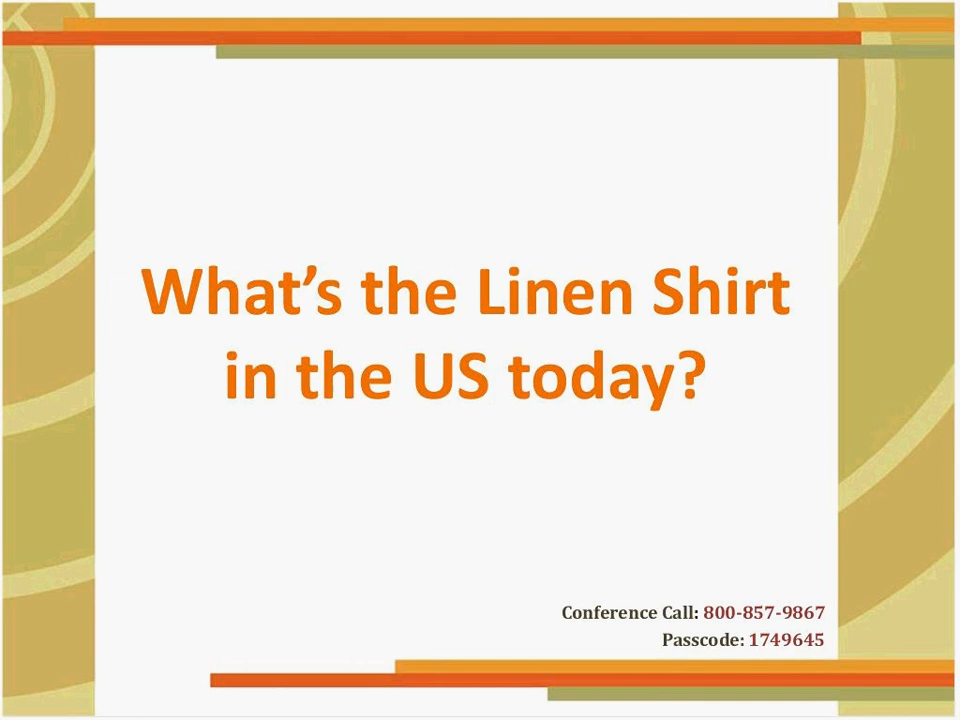 What’s the Linen Shirt
in the US today?
Conference Call: 800-857-9867
Passcode: 1749645